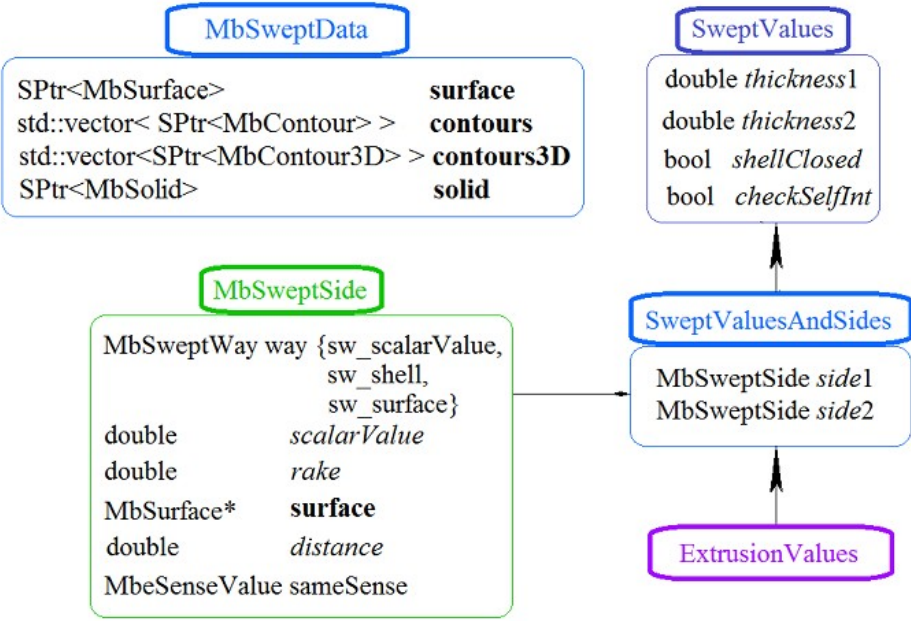 MbSweptData
SPtr<MbSurface> surface
std::vector< SPtr<MbContour> > contours
std::vector<SPtr<MbContour3D> > contours3D
SPtr<MbSolid> solid
SweptValues
double thickness1
double thickness2
bool shellClosed
bool checkSelfInt
MbSweptSide
MbSweptWay way {sw_scalarValue,
sw_shell,
sw_surface}
double scalarValue
double rake
MbSurface* surface
double distance
MbeSenseValue sameSense
SweptValuesAndSides
MbSweptSide side1
MbSweptSide side2
ExtrusionValues